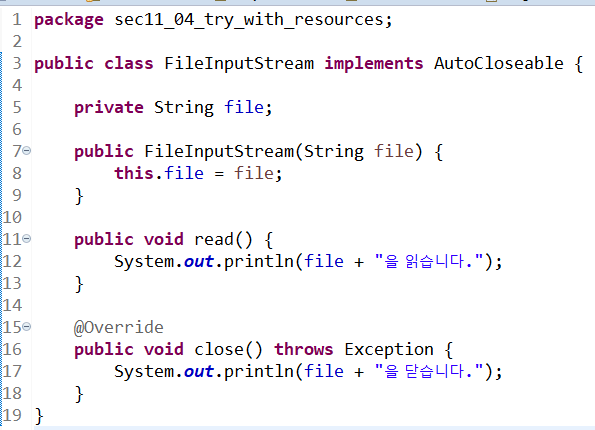 1 package sec11_04_try_with_resources;
2
3 public class FileInputStream implements AutoCloseable {
4
5     private String file;
6
7     public FileInputStream(String file) {
8         this.file = file;
9     }
10
11     public void read() {
12         System.out.println(file + "을 읽습니다.");
13     }
14
15     @Override
16     public void close() throws Exception {
17         System.out.println(file + "을 닫습니다.");
18     }
19 }